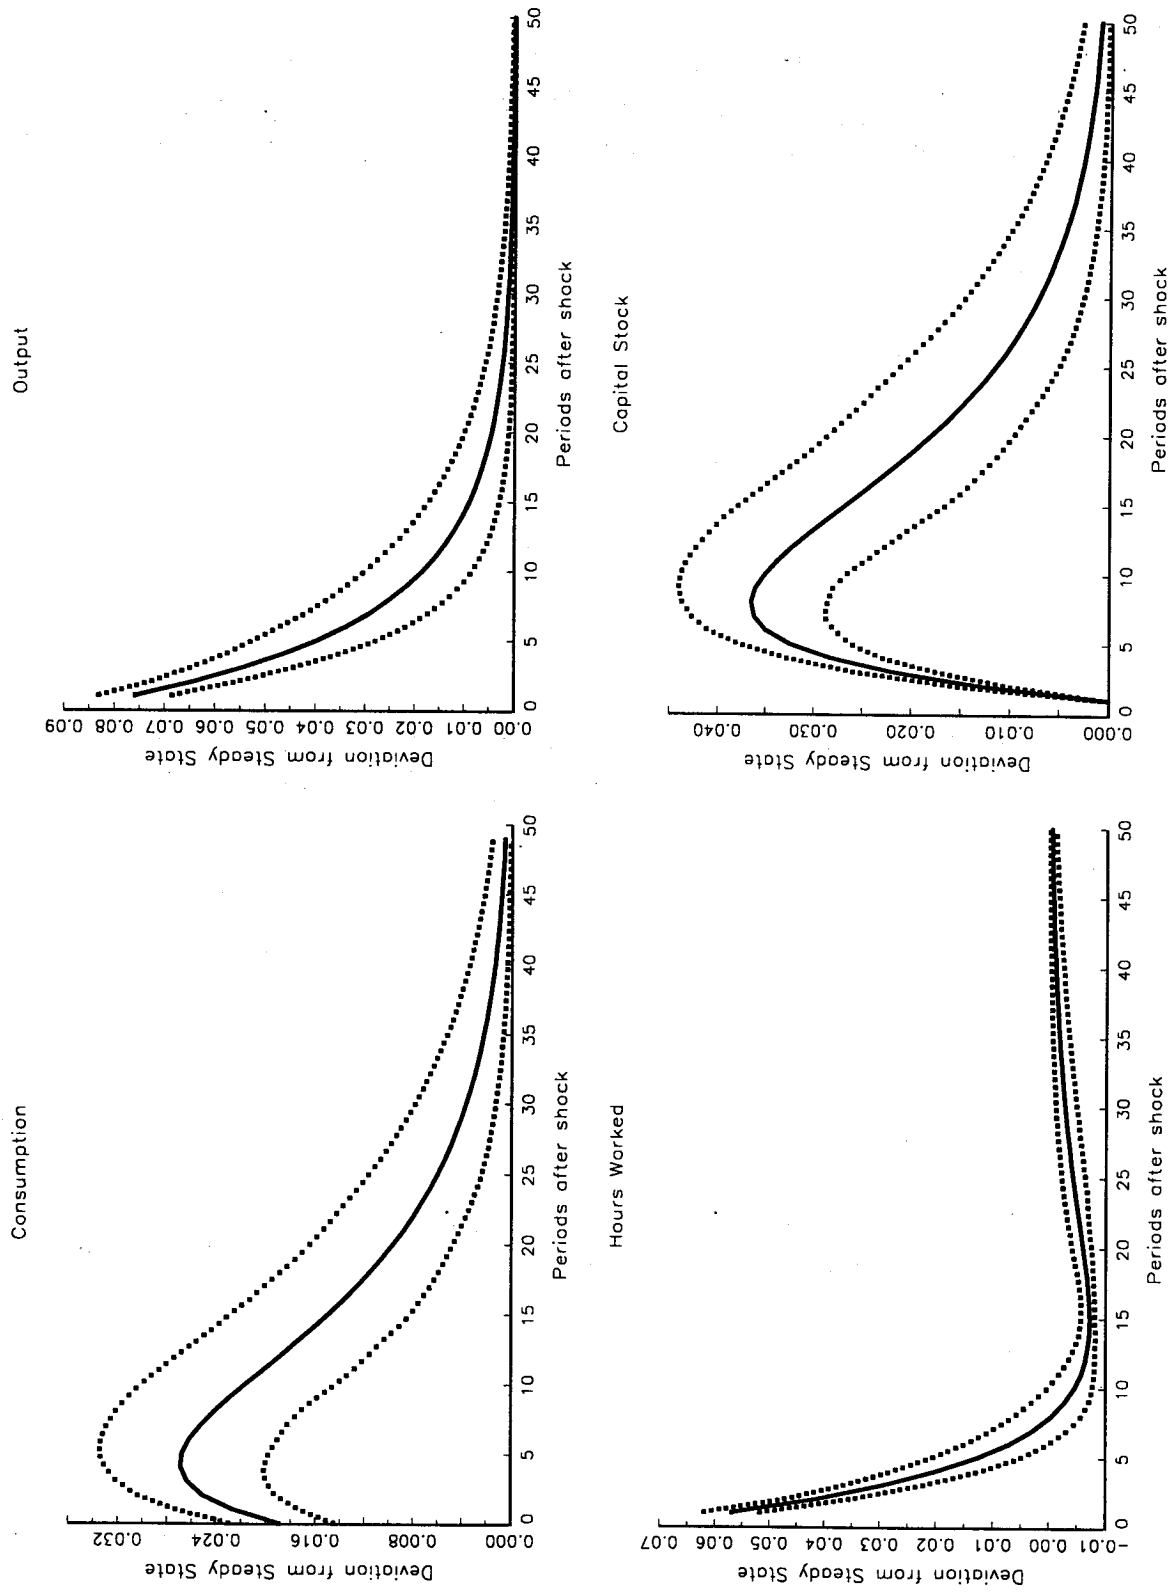 Consumption
Deviation from Steady State
0.000 0.008 0.016 0.024 0.032
0 5 10 15 20 25 30 35 40 45 50
Periods after shock
Output
Deviation from Steady State
0.000 0.01 0.02 0.03 0.04 0.05 0.06 0.07 0.08 0.09
0 5 10 15 20 25 30 35 40 45 50
Periods after shock
Hours Worked
Deviation from Steady State
-0.01 0.00 0.01 0.02 0.03 0.04 0.05 0.06 0.07
0 5 10 15 20 25 30 35 40 45 50
Periods after shock
Capital Stock
Deviation from Steady State
0.000 0.010 0.020 0.030 0.040
0 5 10 15 20 25 30 35 40 45 50
Periods after shock